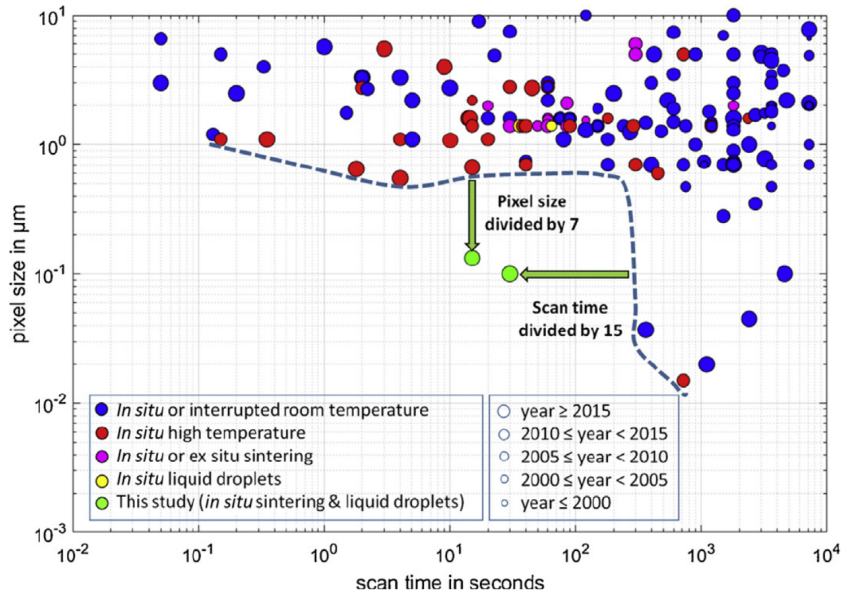 10¹
10⁰
10⁻¹
10⁻²
10⁻³
pixel size in µm
Pixel size
divided by 7
Scan time
divided by 15
In situ or interrupted room temperature
In situ high temperature
In situ or ex situ sintering
In situ liquid droplets
This study (in situ sintering & liquid droplets)
year ≥ 2015
2010 ≤ year < 2015
2005 ≤ year < 2010
2000 ≤ year < 2005
year ≤ 2000
10⁻² 10⁻¹ 10⁰ 10¹ 10² 10³ 10⁴
scan time in seconds